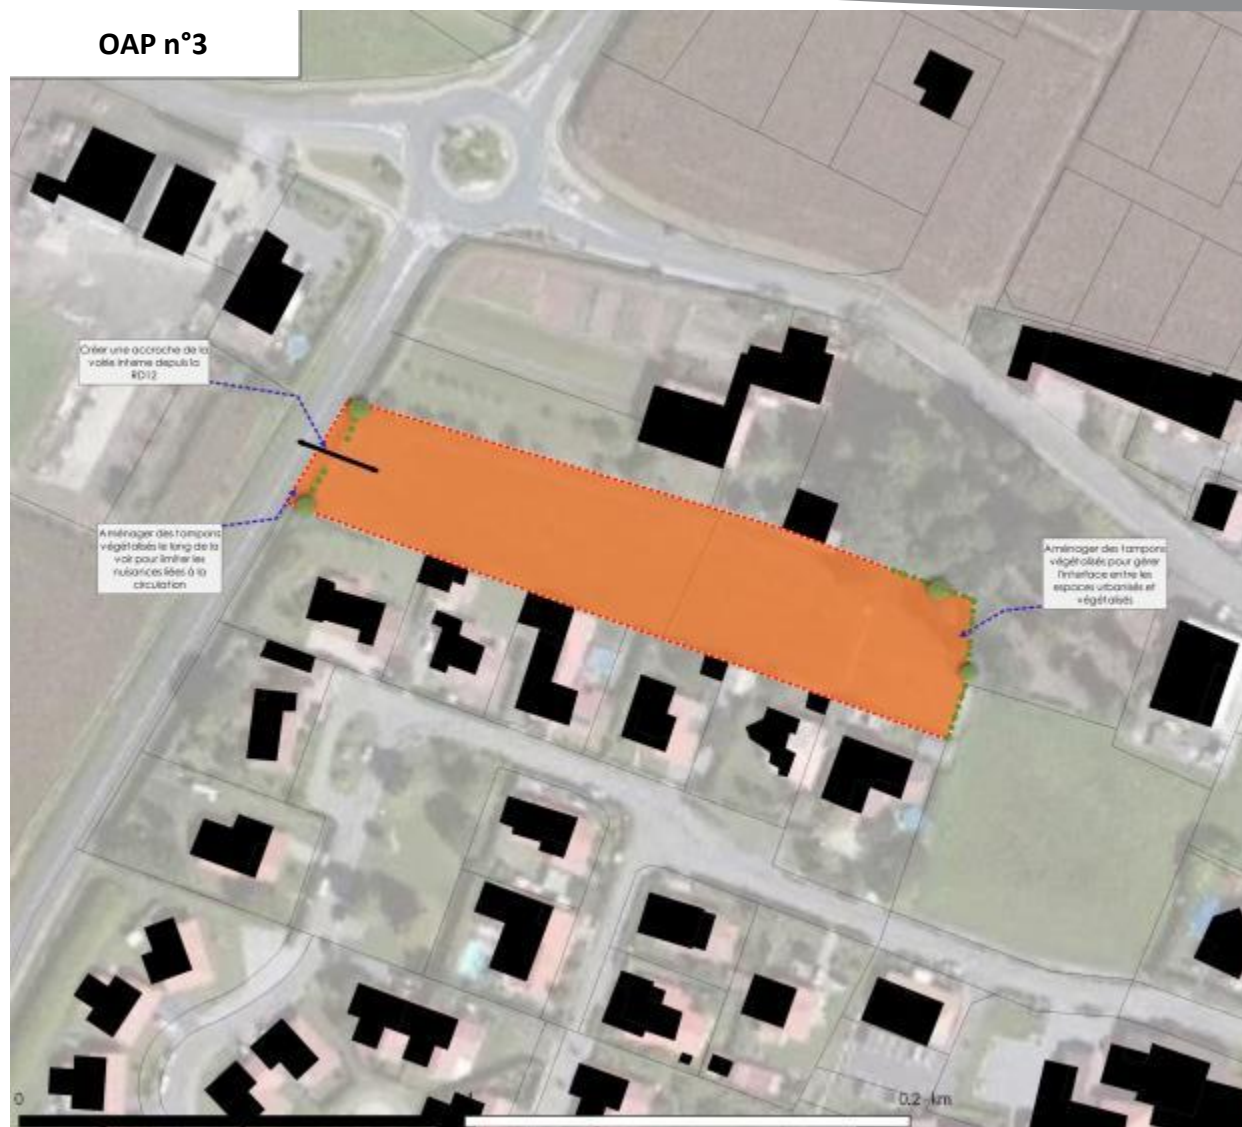 OAP n°3
Créer une accroche de la
voirie interne depuis la
RD12
Aménager des tampons
végétalisés le long de la
voir pour limiter les
nuisances liées à la
circulation
Aménager des tampons
végétalisés pour gérer
l'interface entre les
espaces urbanisés et
végétalisés
0
0.2 km